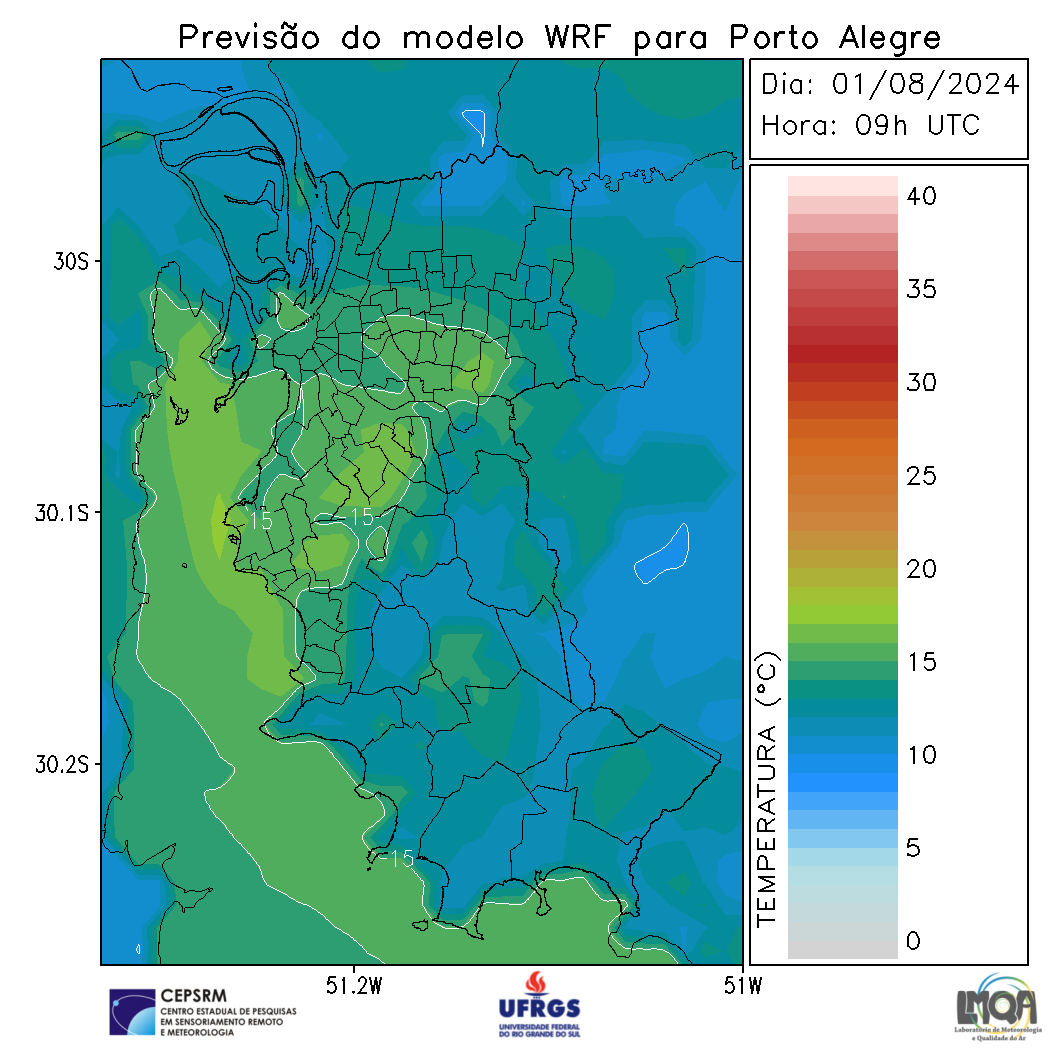 Previsão do modelo WRF para Porto Alegre
Dia: 01/08/2024
Hora: 09h UTC
40
35
30
25
20
15
10
5
0
TEMPERATURA (°C)
30S
30.1S
30.2S
15
15
15
51.2W
51W
CEPSRM
CENTRO ESTADUAL DE PESQUISAS
EM SENSORIAMENTO REMOTO
E METEOROLOGIA
UFRGS
UNIVERSIDADE FEDERAL
DO RIO GRANDE DO SUL
LMQA
Laboratório de Meteorologia
e Qualidade do Ar